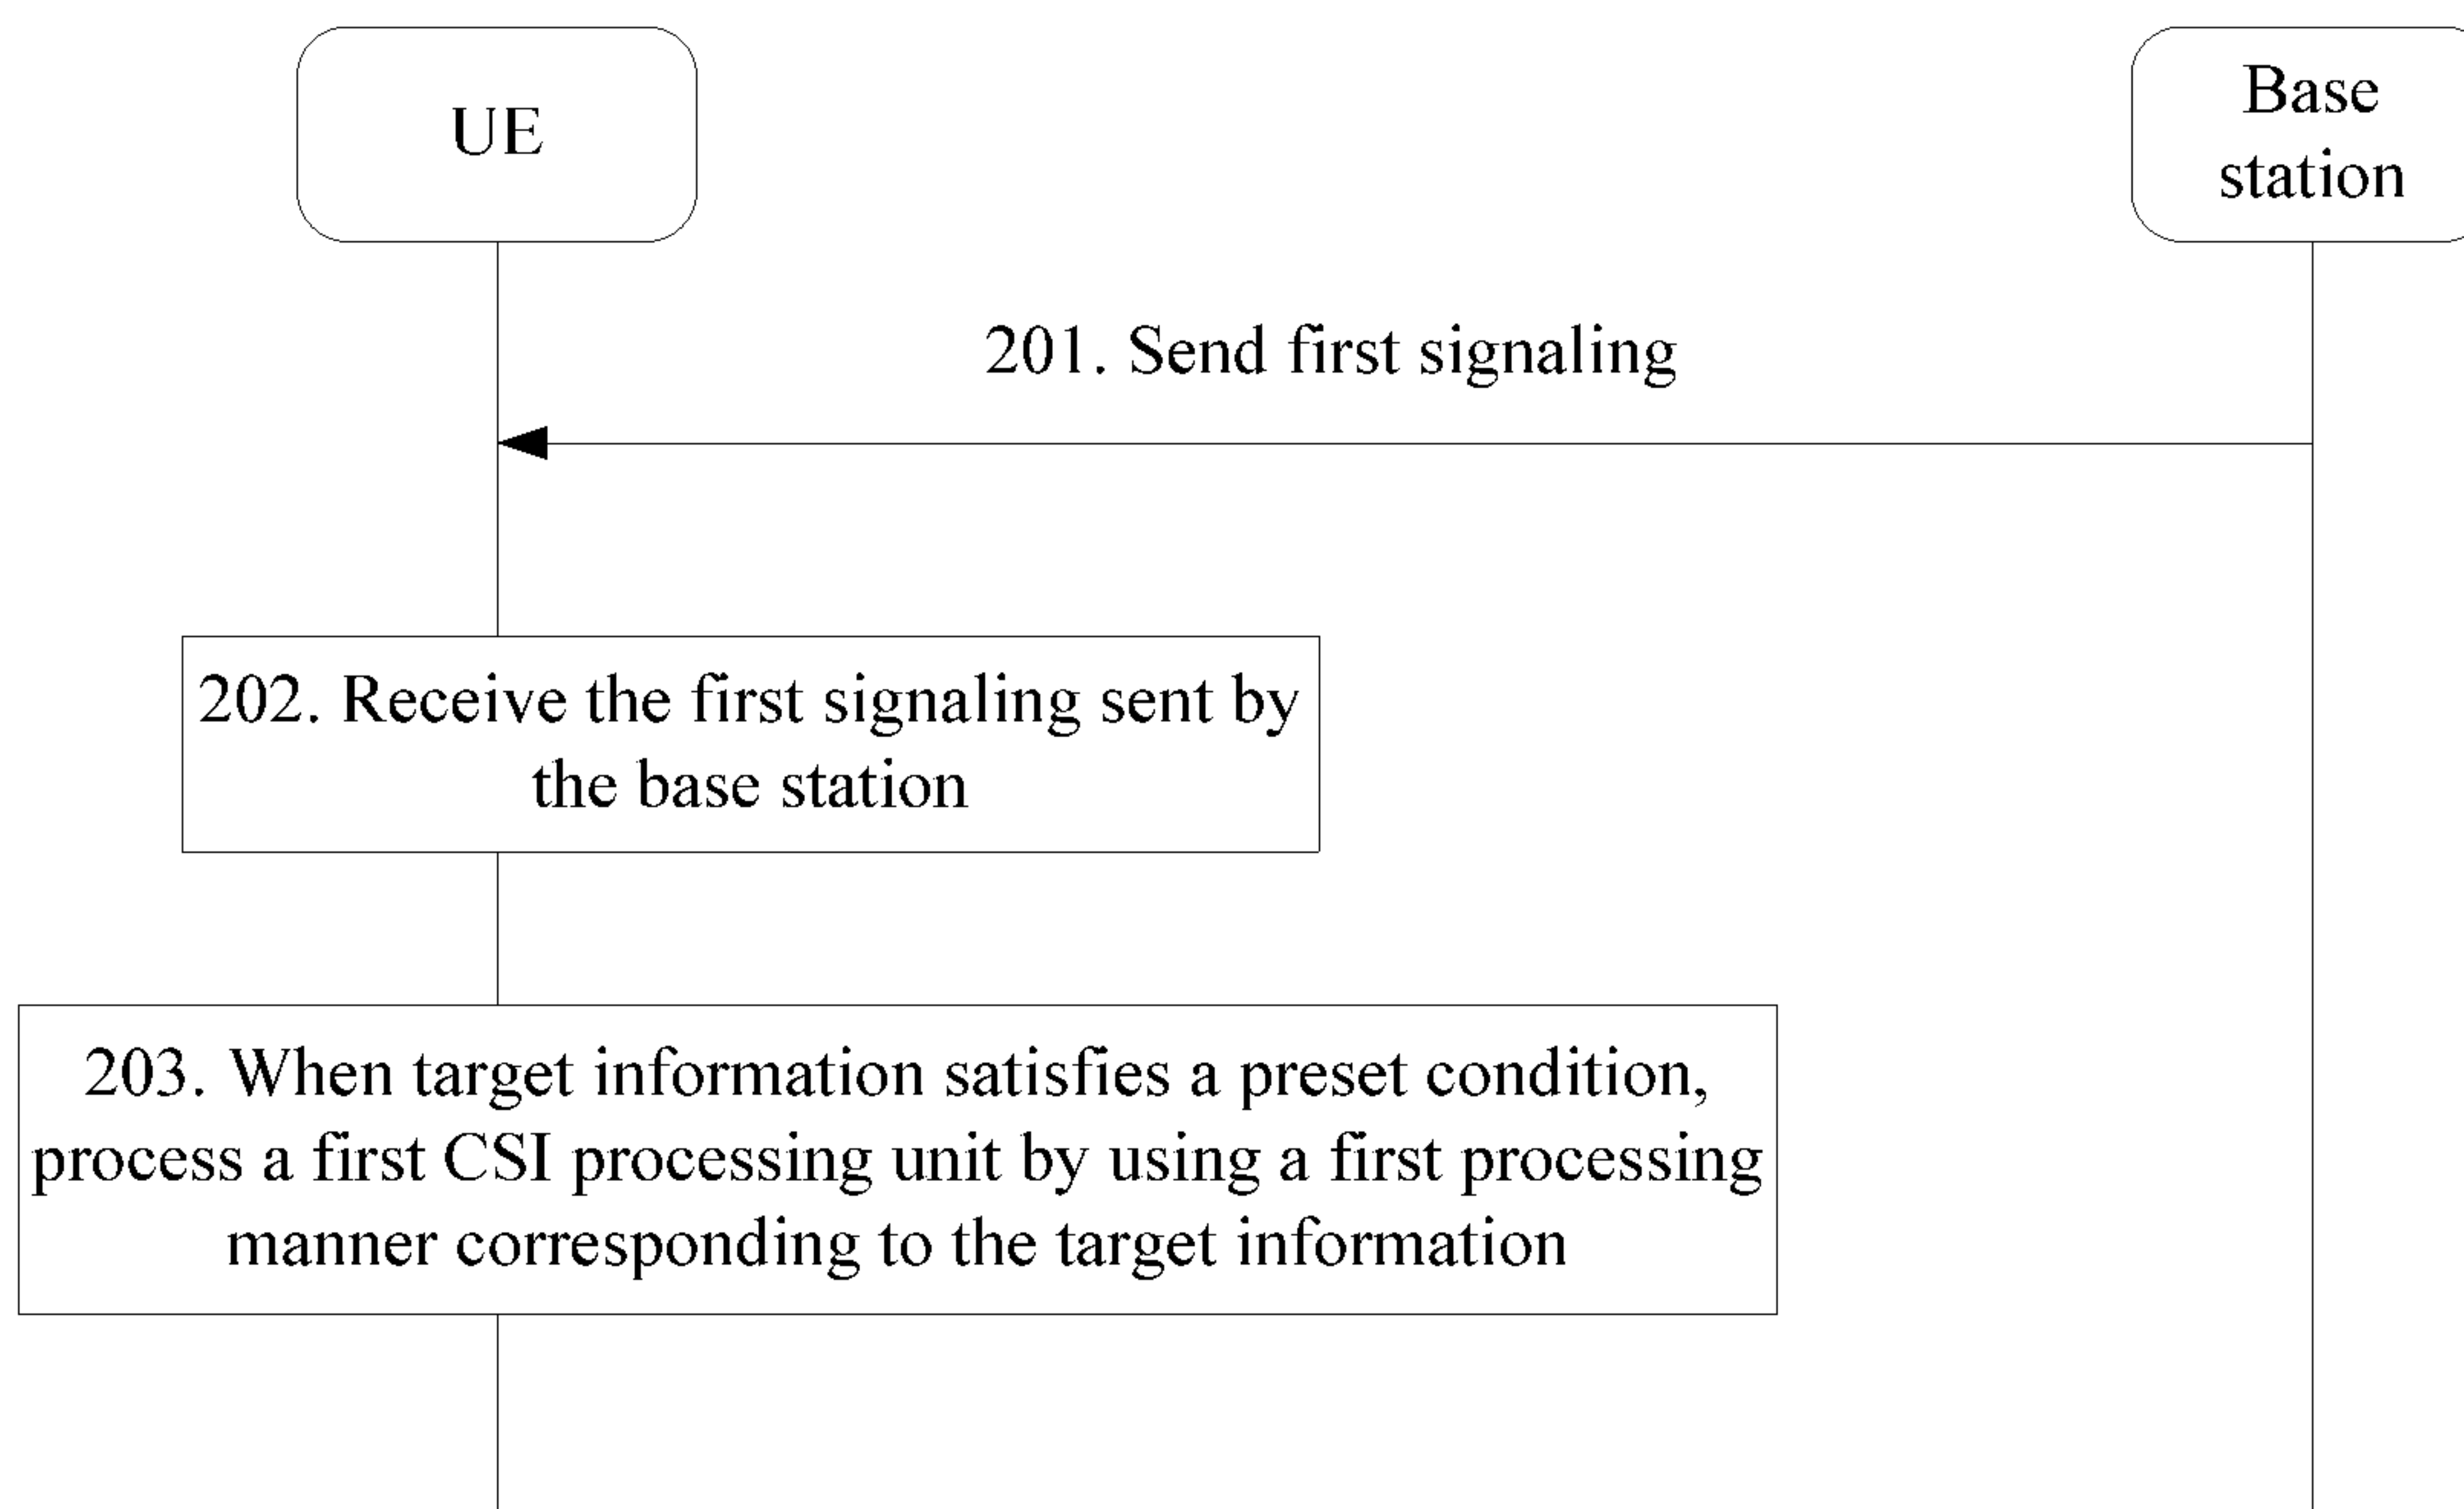 UE
Base
station
201. Send first signaling
202. Receive the first signaling sent by
the base station
203. When target information satisfies a preset condition,
process a first CSI processing unit by using a first processing
manner corresponding to the target information